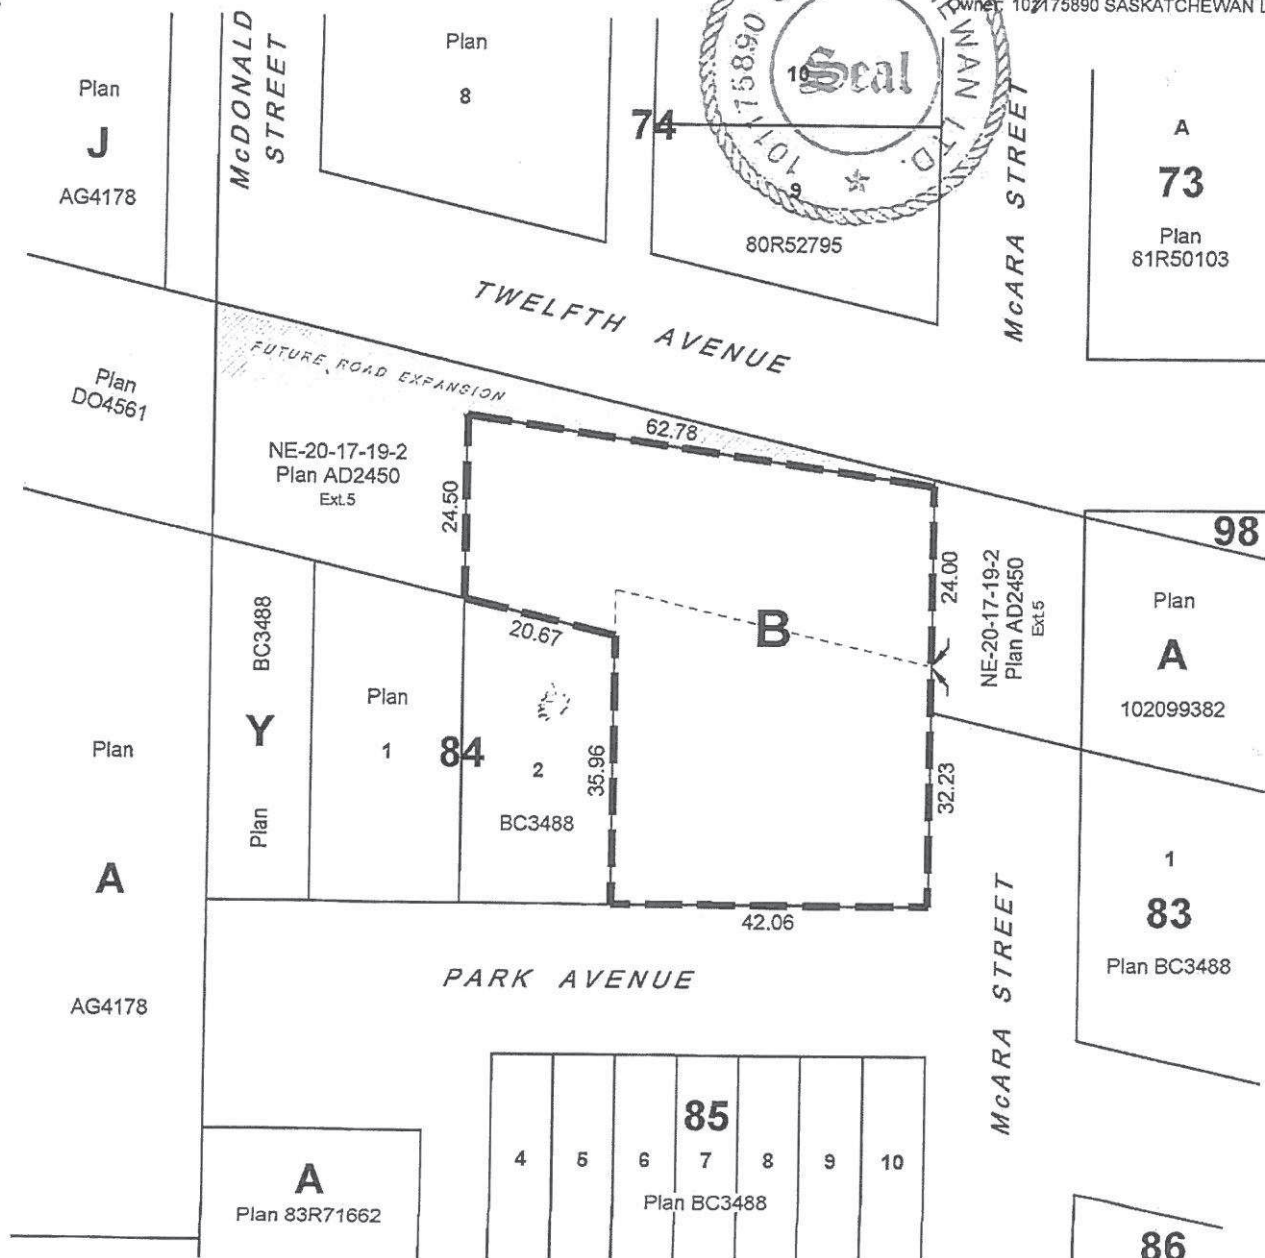 Owner: 102175890 SASKATCHEWAN L
McDONALD
STREET
Plan
J
AG4178
Plan
8
74
10
9
80R52795
Seal
McARA STREET
A
73
Plan
81R50103
TWELFTH AVENUE
FUTURE ROAD EXPANSION
Plan
DO4561
NE-20-17-19-2
Plan AD2450
Ext.5
62.78
24.50
20.67
24.00
B
NE-20-17-19-2
Plan AD2450
Ext.5
98
Plan
A
102099382
BC3488
Y
Plan
Plan
1
84
2
BC3488
35.96
32.23
42.06
Plan
A
AG4178
1
83
Plan BC3488
PARK AVENUE
McARA STREET
A
Plan 83R71662
85
4 5 6 7 8 9 10
Plan BC3488
86